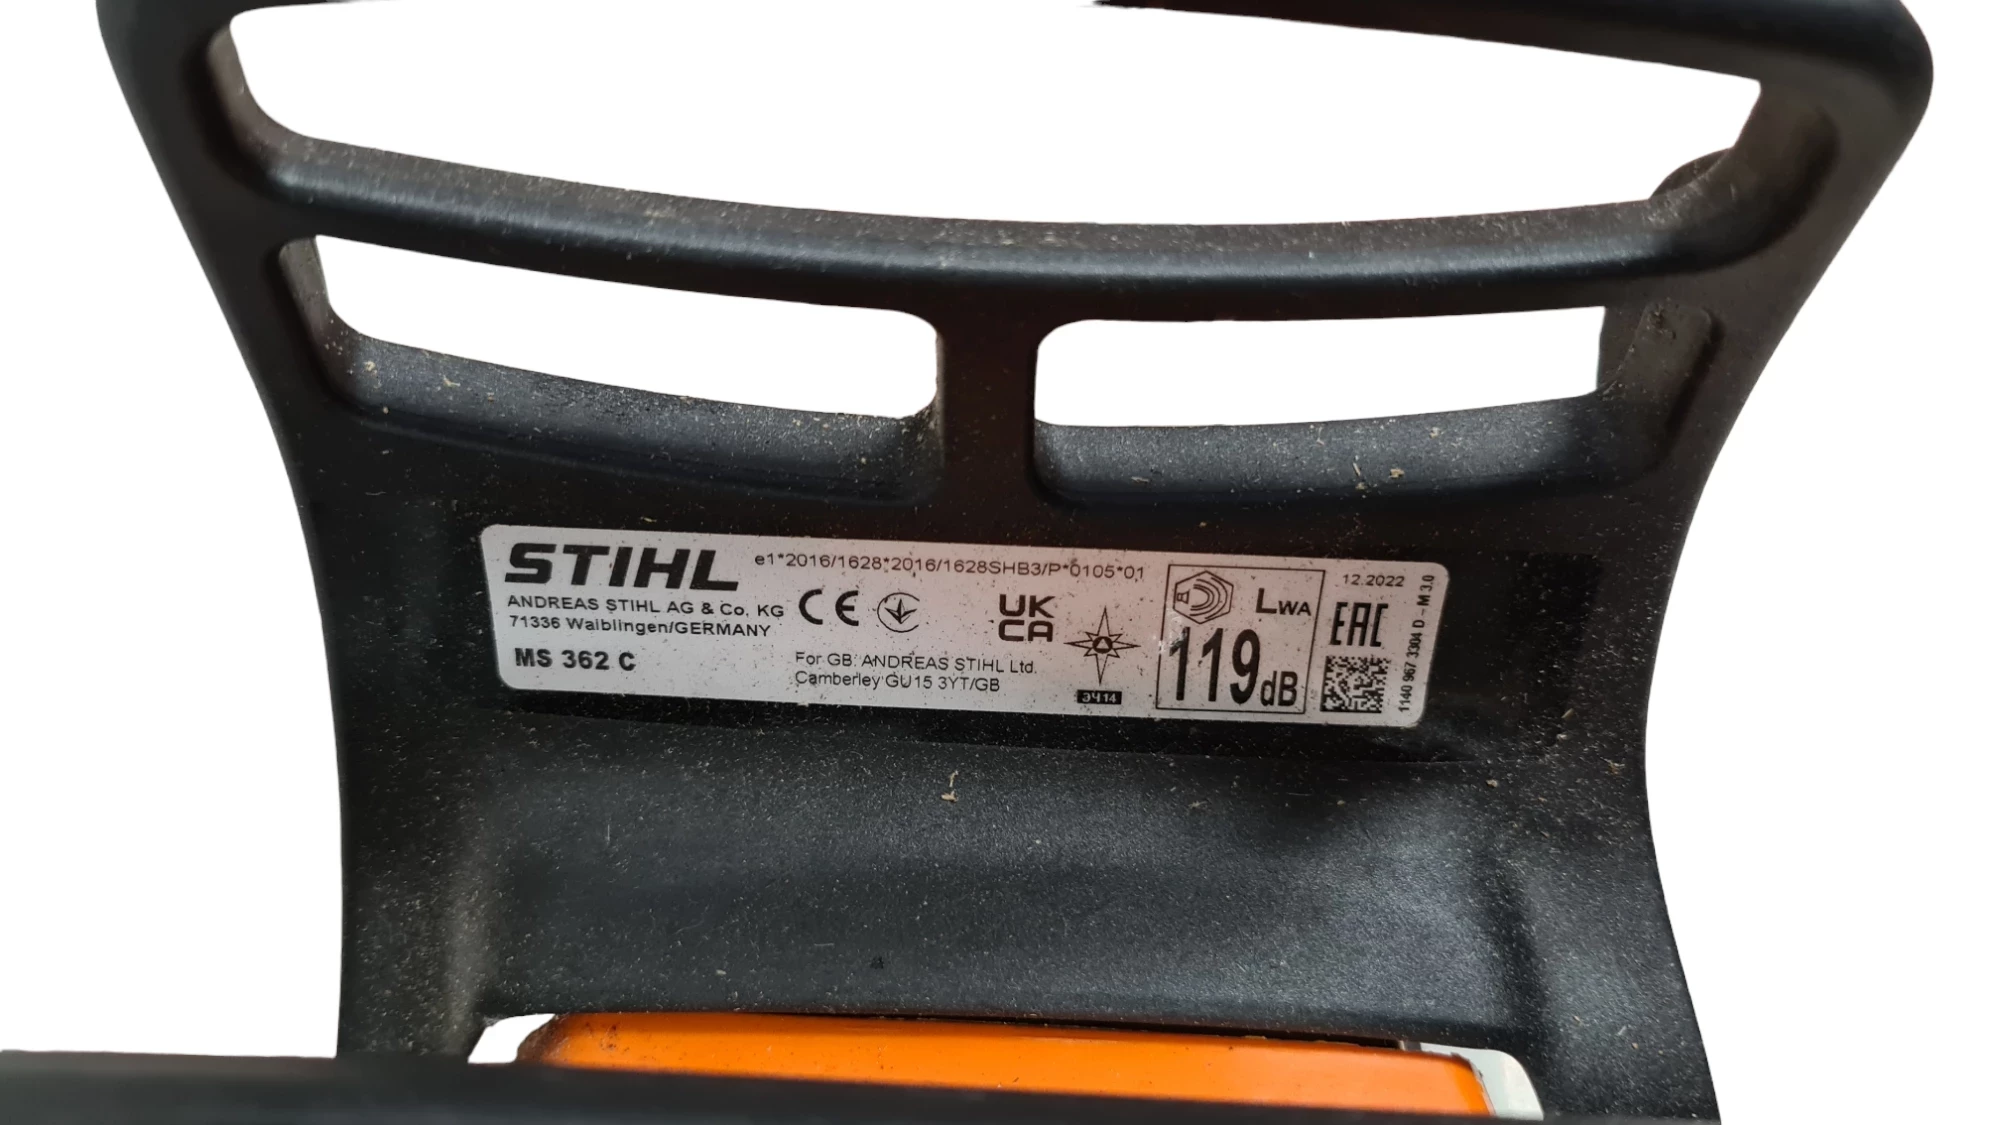 STIHL
e1*2016/1628*2016/1628SHB3/P*0105*01
ANDREAS STIHL AG & Co. KG
71336 Waiblingen/GERMANY
MS 362 C
CE
UK
CA
For GB: ANDREAS STIHL Ltd.
Camberley GU15 3YT/GB
ЭЧ14
LWA
119dB
12.2022
EAC
1140 967 3304 D - M 3.0